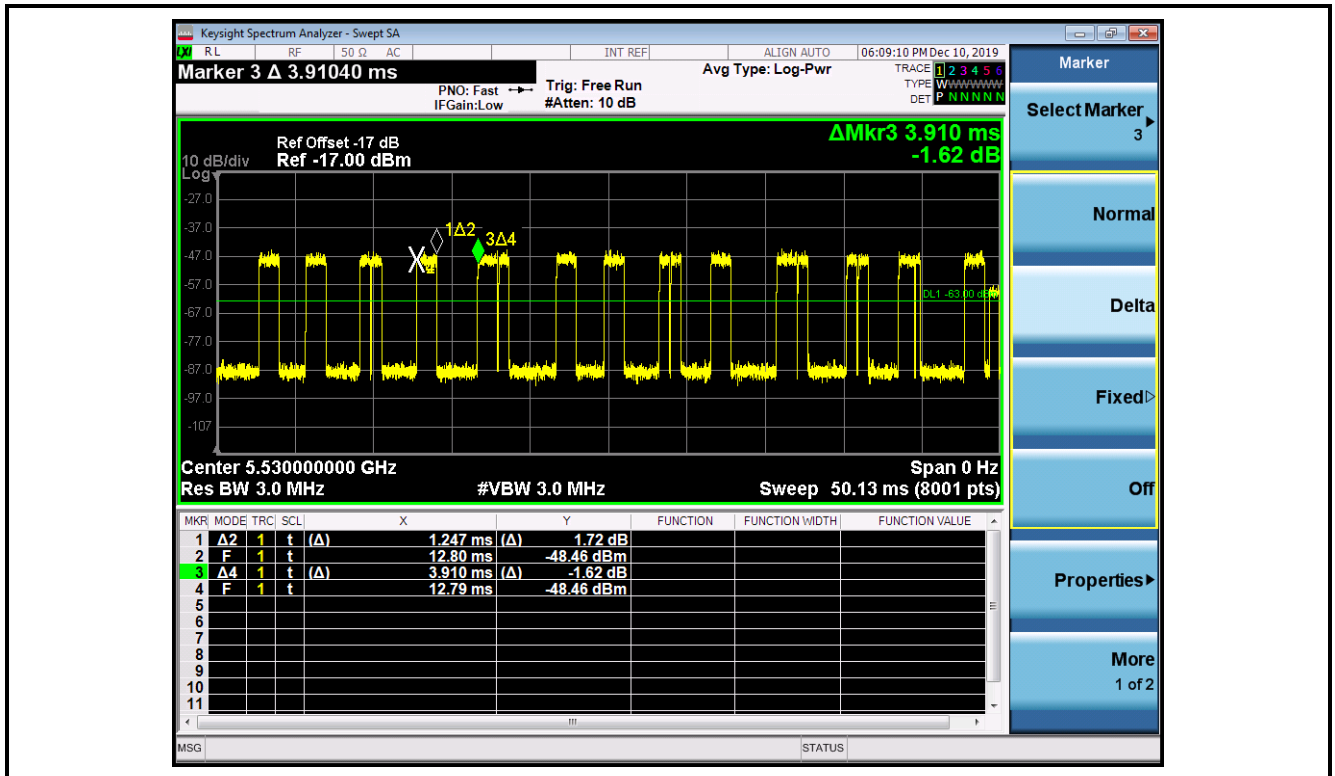 Keysight Spectrum Analyzer - Swept SA
LXI RL RF 50 Ω AC INT REF ALIGN AUTO 06:09:10 PM Dec 10, 2019
Marker 3 Δ 3.91040 ms
PNO: Fast
IFGain:Low
Trig: Free Run
#Atten: 10 dB
Avg Type: Log-Pwr
TRACE 1 2 3 4 5 6
TYPE WWWWWW
DET P N N N N N
ΔMkr3 3.910 ms
-1.62 dB
Ref Offset -17 dB
10 dB/div Ref -17.00 dBm
Log
-27.0
-37.0
-47.0
-57.0
-67.0
-77.0
-87.0
-97.0
-107
1Δ2
3Δ4
X
DL1 -63.00 dBm
Center 5.530000000 GHz Span 0 Hz
Res BW 3.0 MHz #VBW 3.0 MHz Sweep 50.13 ms (8001 pts)
MKR MODE TRC SCL X Y FUNCTION FUNCTION WIDTH FUNCTION VALUE
1 Δ2 1 t (Δ) 1.247 ms (Δ) 1.72 dB
2 F 1 t 12.80 ms -48.46 dBm
3 Δ4 1 t (Δ) 3.910 ms (Δ) -1.62 dB
4 F 1 t 12.79 ms -48.46 dBm
5
6
7
8
9
10
11
MSG STATUS
Marker
Select Marker
3
Normal
Delta
Fixed
Off
Properties
More
1 of 2